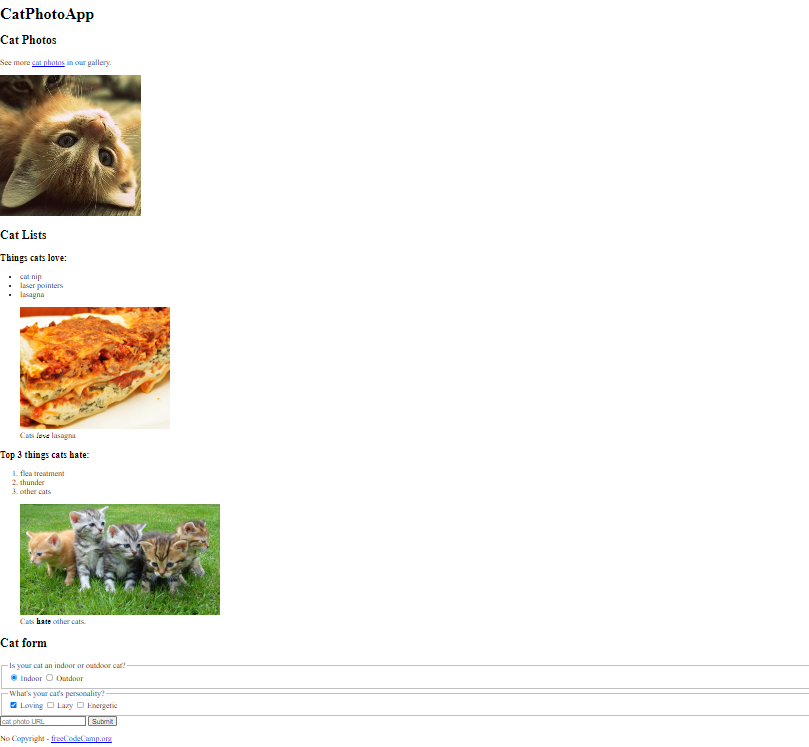 CatPhotoApp
Cat Photos
See more cat photos in our gallery.
Cat Lists
Things cats love:
cat nip
laser pointers
lasagna
Cats love lasagna
Top 3 things cats hate:
1. flea treatment
2. thunder
3. other cats
Cats hate other cats.
Cat form
Is your cat an indoor or outdoor cat?
Indoor Outdoor
What's your cat's personality?
Loving Lazy Energetic
cat photo URL Submit
No Copyright - freeCodeCamp.org